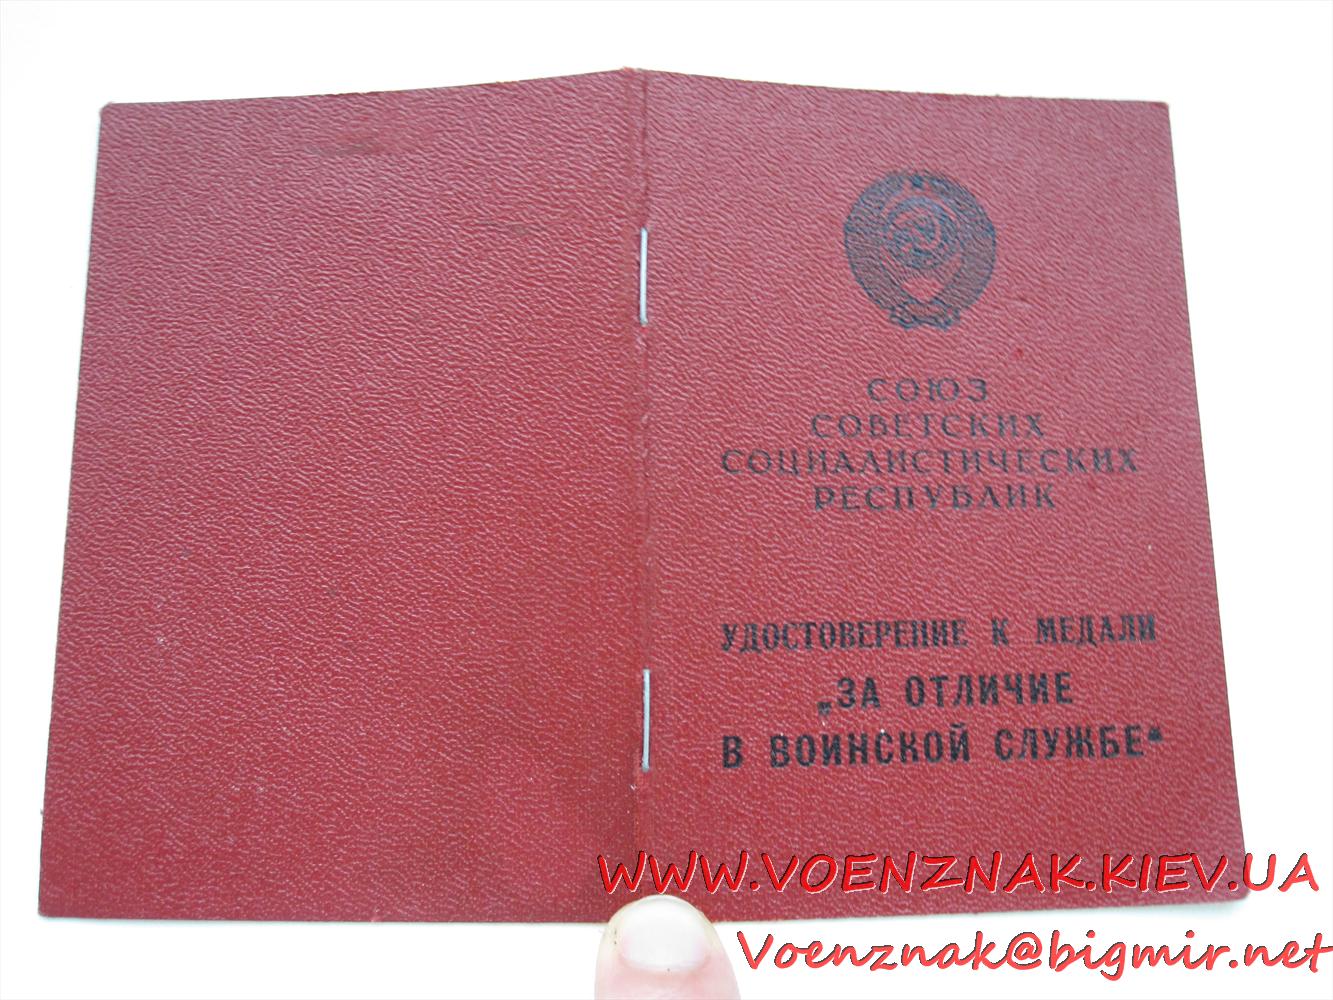 СОЮЗ
СОВЕТСКИХ
СОЦИАЛИСТИЧЕСКИХ
РЕСПУБЛИК
УДОСТОВЕРЕНИЕ К МЕДАЛИ
„ЗА ОТЛИЧИЕ
В ВОИНСКОЙ СЛУЖБЕ“
WWW.VOENZNAK.KIEV.UA
Voenznak@bigmir.net